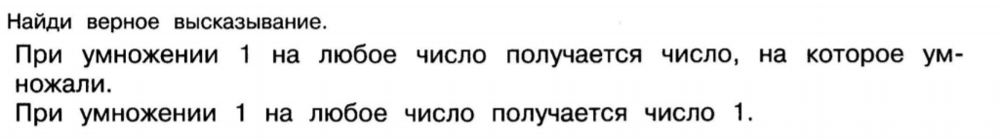 Найди верное высказывание.
При умножении 1 на любое число получается число, на которое ум-
ножали.
При умножении 1 на любое число получается число 1.